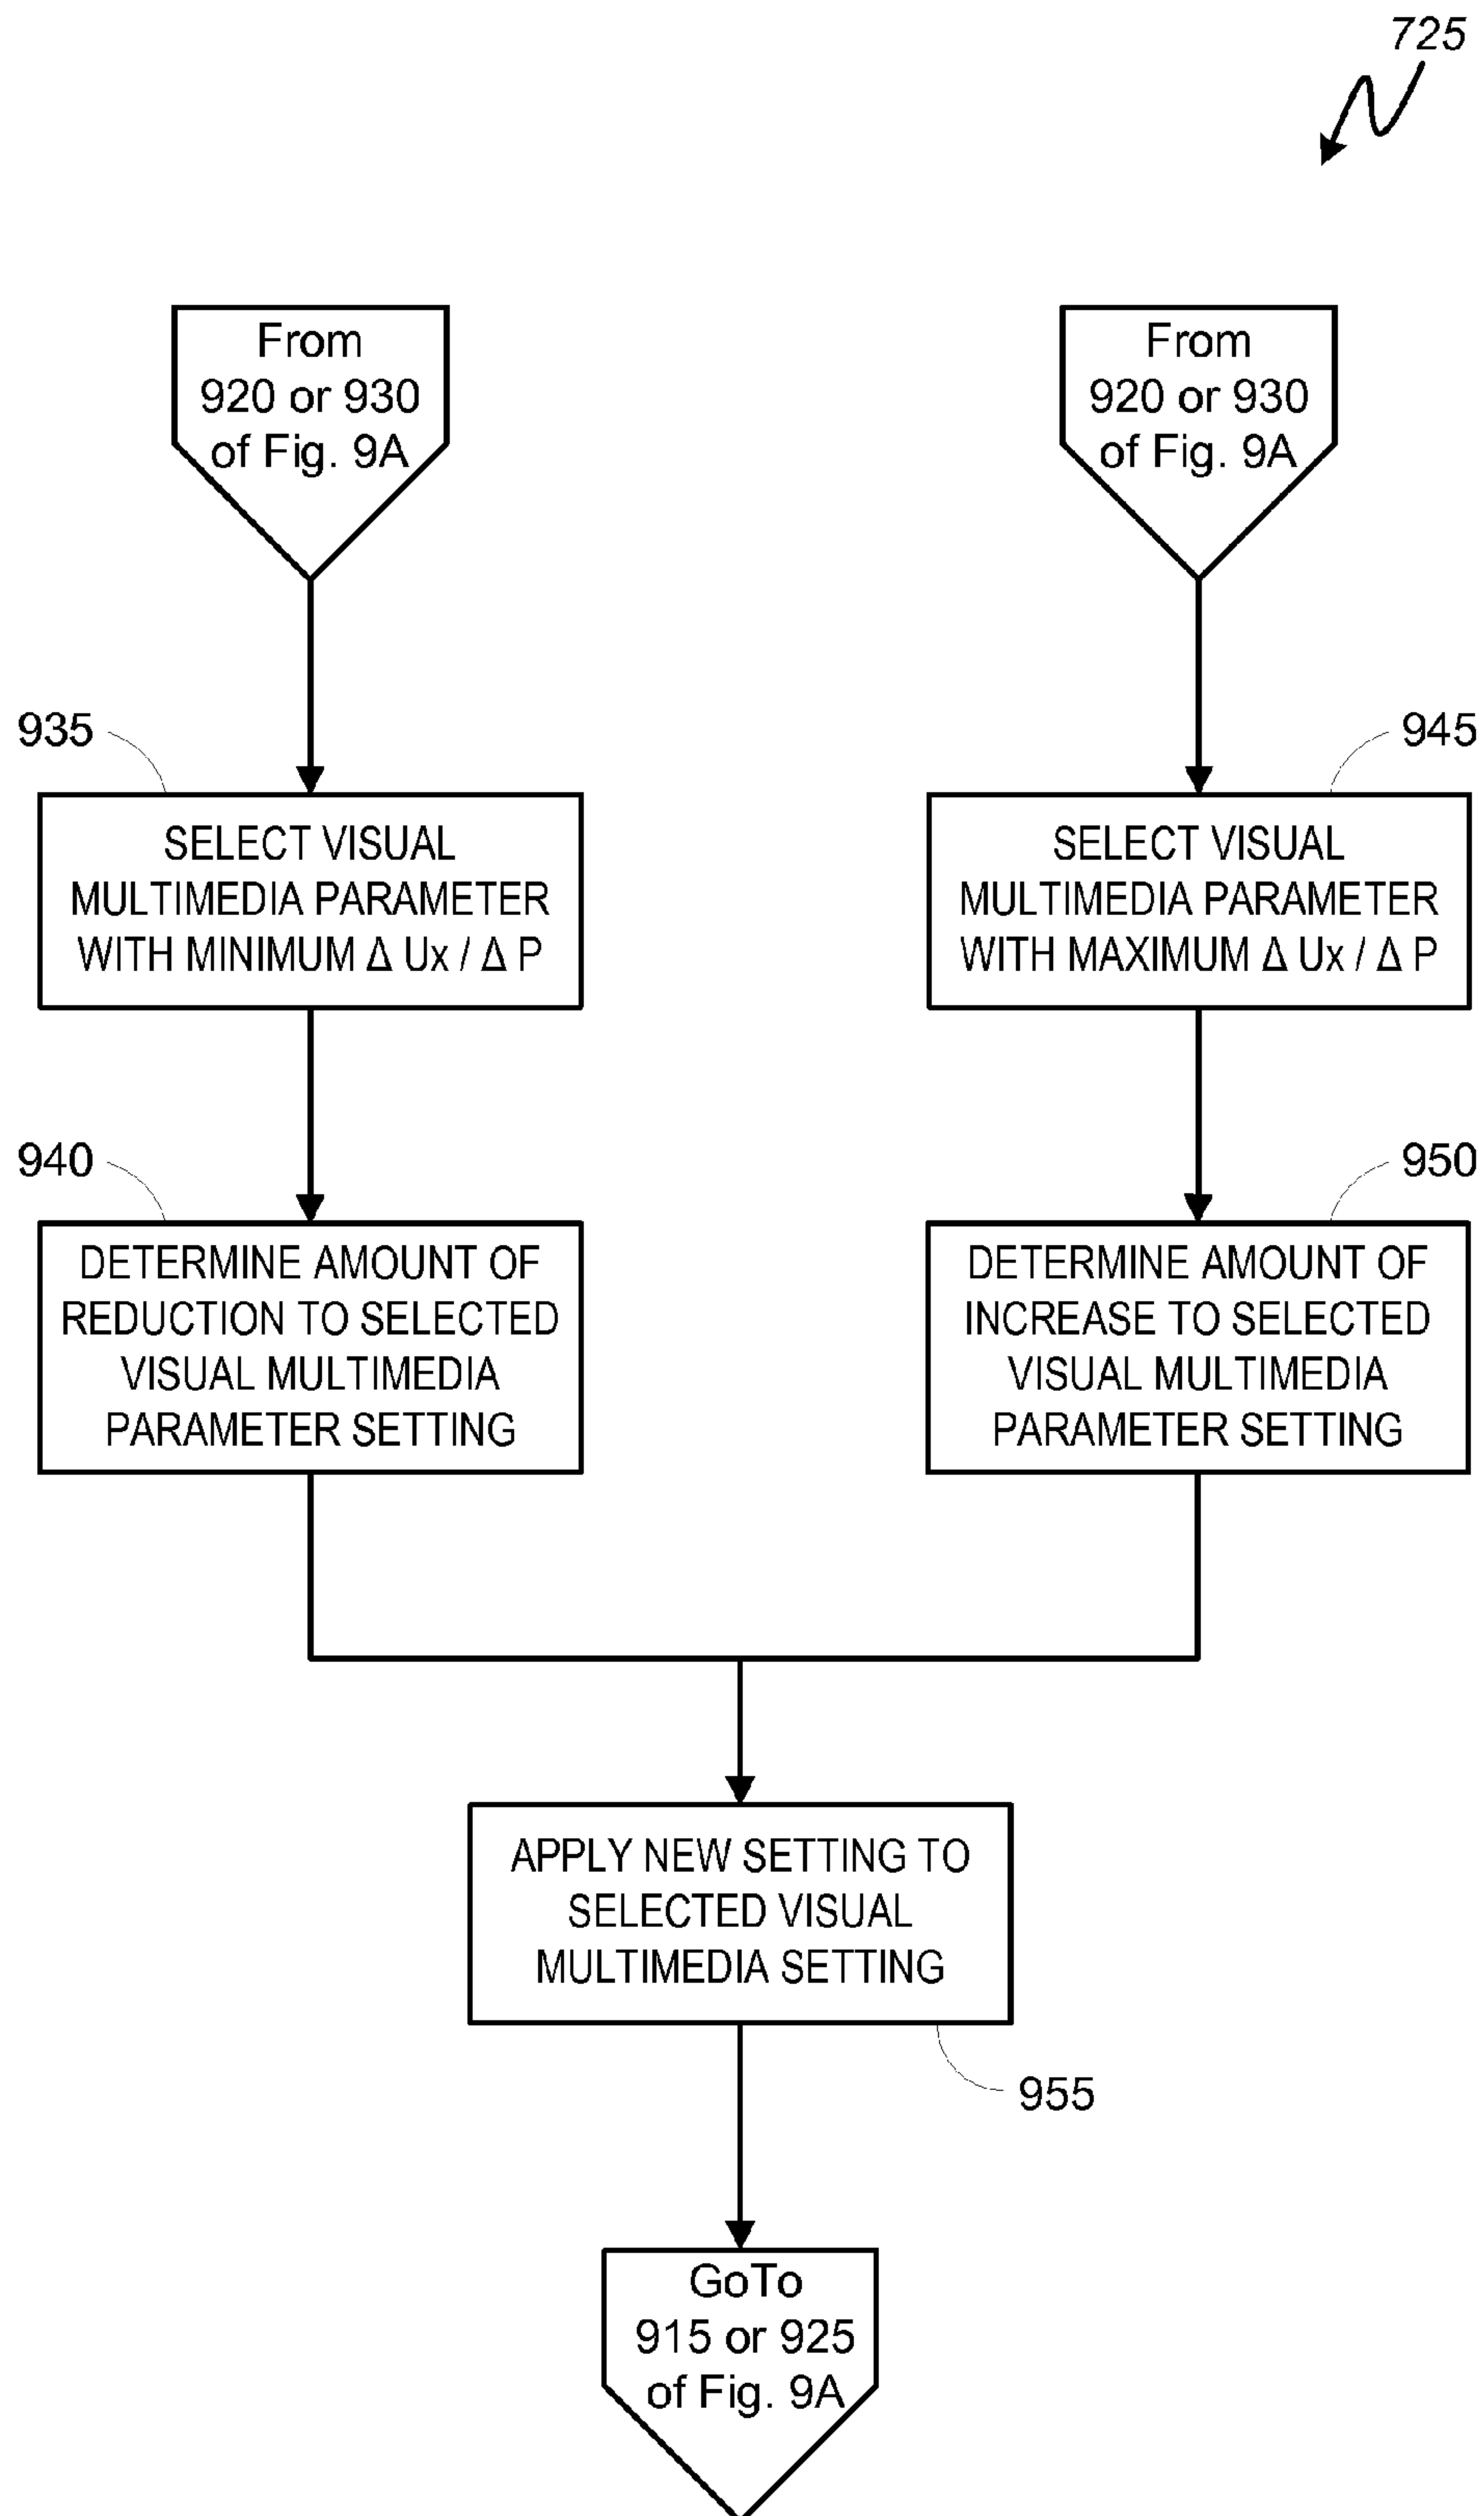 725
From
920 or 930
of Fig. 9A
From
920 or 930
of Fig. 9A
935
SELECT VISUAL
MULTIMEDIA PARAMETER
WITH MINIMUM Δ Ux / Δ P
945
SELECT VISUAL
MULTIMEDIA PARAMETER
WITH MAXIMUM Δ Ux / Δ P
940
DETERMINE AMOUNT OF
REDUCTION TO SELECTED
VISUAL MULTIMEDIA
PARAMETER SETTING
950
DETERMINE AMOUNT OF
INCREASE TO SELECTED
VISUAL MULTIMEDIA
PARAMETER SETTING
APPLY NEW SETTING TO
SELECTED VISUAL
MULTIMEDIA SETTING
955
GoTo
915 or 925
of Fig. 9A